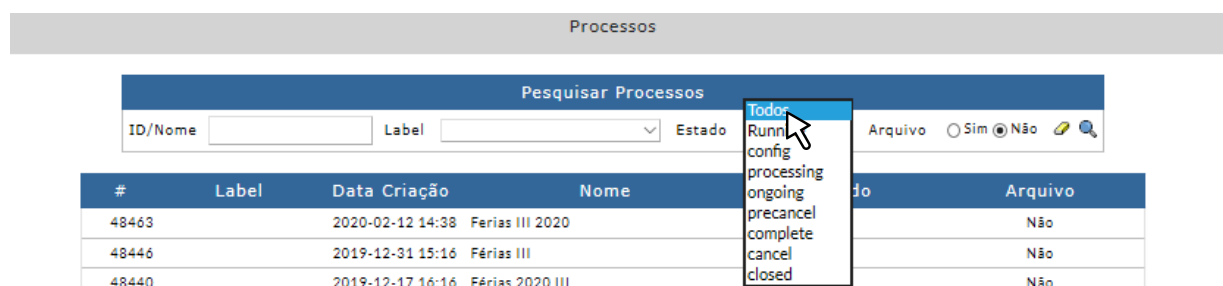 Processos
Pesquisar Processos
ID/Nome Label Estado Todos Arquivo Sim Não
Runn
config
processing
ongoing
precancel
complete
cancel
closed
# Label Data Criação Nome do Arquivo
48463 2020-02-12 14:38 Ferias III 2020 Não
48446 2019-12-31 15:16 Férias III Não
48440 2019-12-17 16:16 Férias 2020 III Não